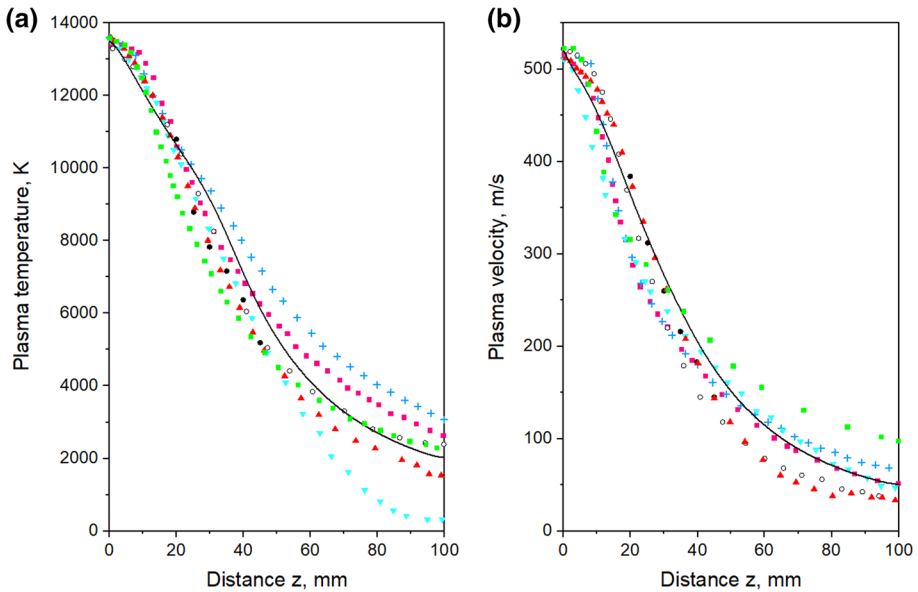 (a)
14000
12000
10000
8000
6000
4000
2000
0
Plasma temperature, K
0 20 40 60 80 100
Distance z, mm
(b)
500
400
300
200
100
0
Plasma velocity, m/s
0 20 40 60 80 100
Distance z, mm